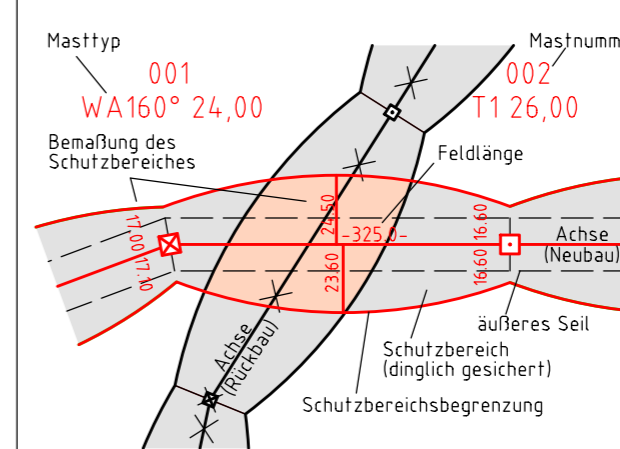 Masttyp
Mastnumm
001
002
WA160° 24,00
T1 26,00
Bemaßung des
Schutzbereiches
Feldlänge
24.50
17.00
16.60
-325.0-
Achse
(Neubau)
17.10
23.60
16.60
äußeres Seil
Achse
(Rückbau)
Schutzbereich
(dinglich gesichert)
Schutzbereichsbegrenzung